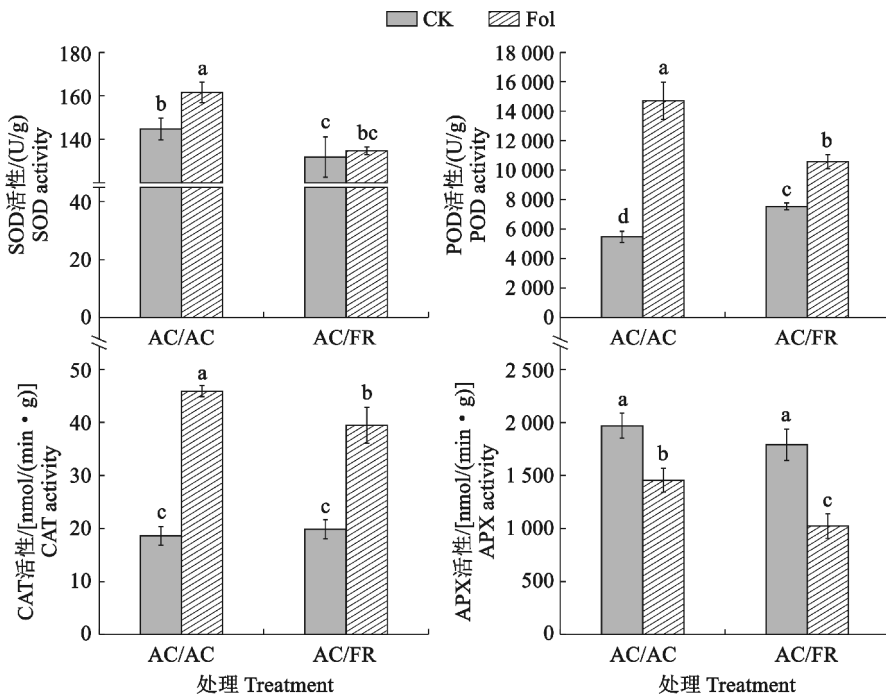 CK
Fol
SOD活性/(U/g)
SOD activity
180
160
140
40
20
0
b
a
c
bc
AC/AC
AC/FR
POD活性/(U/g)
POD activity
18 000
16 000
14 000
12 000
10 000
8 000
6 000
4 000
2 000
0
d
a
c
b
AC/AC
AC/FR
CAT活性/[nmol/(min·g)]
CAT activity
50
40
30
20
10
0
c
a
c
b
AC/AC
AC/FR
处理 Treatment
APX活性/[nmol/(min·g)]
APX activity
2 500
2 000
1 500
1 000
500
0
a
b
a
c
AC/AC
AC/FR
处理 Treatment